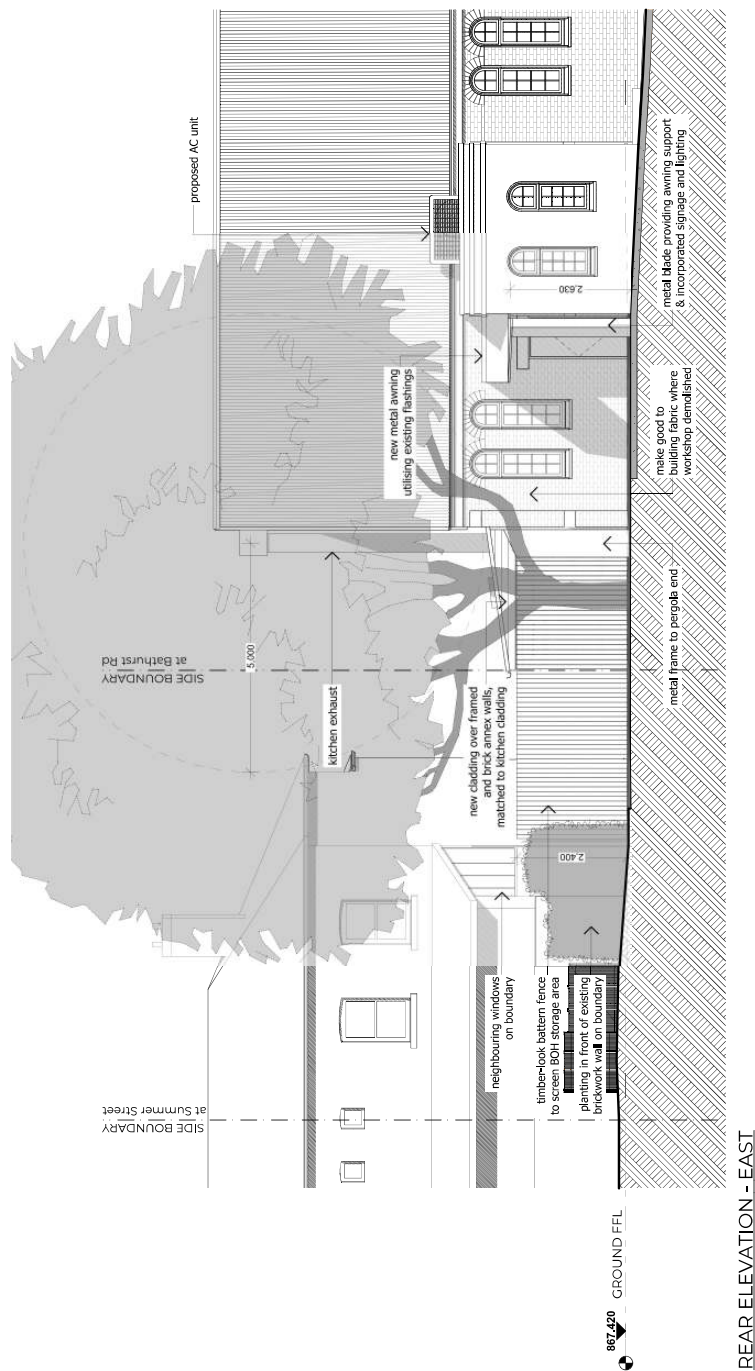 proposed AC unit
new metal awning
utilising existing flashings
SIDE BOUNDARY
at Bathurst Rd
5,000
kitchen exhaust
new cladding over framed
and brick annex walls,
matched to kitchen cladding
2,630
SIDE BOUNDARY
at Summer Street
neighbouring windows
on boundary
timber-look battern fence
to screen BOH storage area
planting in front of existing
brickwork wall on boundary
2,400
metal frame to pergola end
make good to
building fabric where
workshop demolished
metal blade providing awning support
& incorporated signage and lighting
867.420
GROUND FFL
REAR ELEVATION - EAST